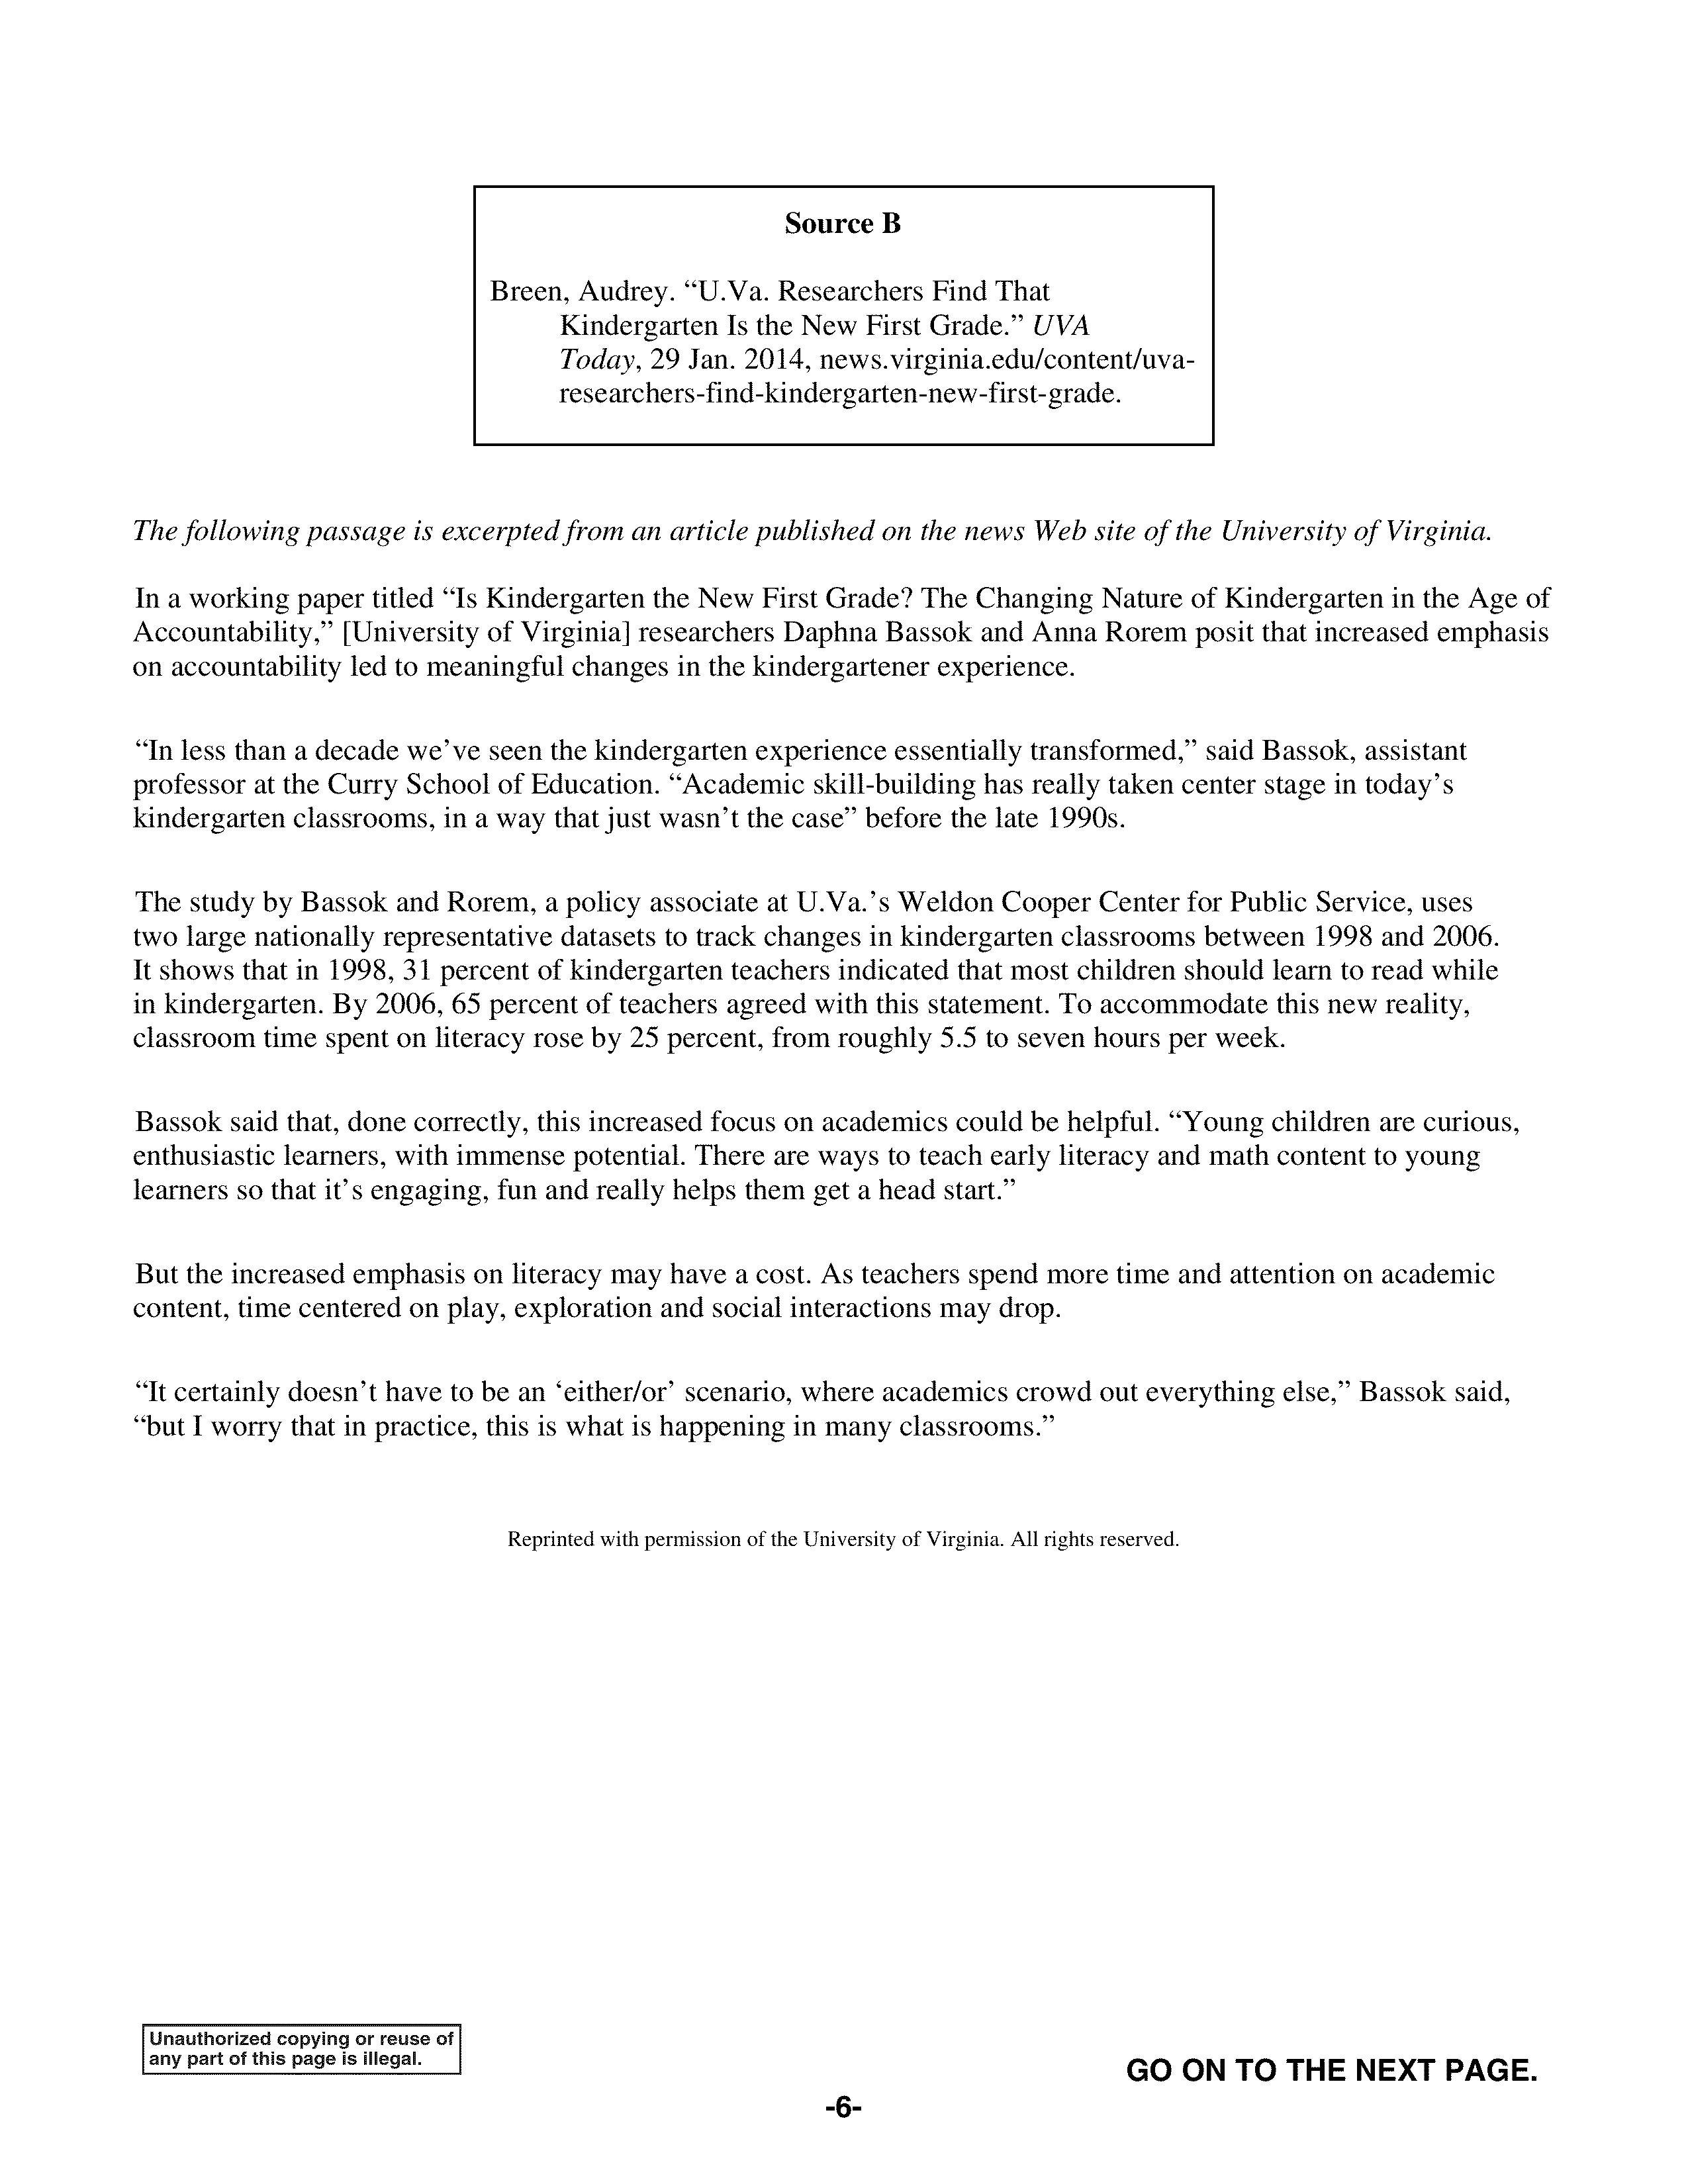 Source B
Breen, Audrey. “U.Va. Researchers Find That
Kindergarten Is the New First Grade.” UVA
Today, 29 Jan. 2014, news.virginia.edu/content/uva-
researchers-find-kindergarten-new-first-grade.
The following passage is excerpted from an article published on the news Web site of the University of Virginia.
In a working paper titled “Is Kindergarten the New First Grade? The Changing Nature of Kindergarten in the Age of
Accountability,” [University of Virginia] researchers Daphna Bassok and Anna Rorem posit that increased emphasis
on accountability led to meaningful changes in the kindergartener experience.
“In less than a decade we’ve seen the kindergarten experience essentially transformed,” said Bassok, assistant
professor at the Curry School of Education. “Academic skill-building has really taken center stage in today’s
kindergarten classrooms, in a way that just wasn’t the case” before the late 1990s.
The study by Bassok and Rorem, a policy associate at U.Va.’s Weldon Cooper Center for Public Service, uses
two large nationally representative datasets to track changes in kindergarten classrooms between 1998 and 2006.
It shows that in 1998, 31 percent of kindergarten teachers indicated that most children should learn to read while
in kindergarten. By 2006, 65 percent of teachers agreed with this statement. To accommodate this new reality,
classroom time spent on literacy rose by 25 percent, from roughly 5.5 to seven hours per week.
Bassok said that, done correctly, this increased focus on academics could be helpful. “Young children are curious,
enthusiastic learners, with immense potential. There are ways to teach early literacy and math content to young
learners so that it’s engaging, fun and really helps them get a head start.”
But the increased emphasis on literacy may have a cost. As teachers spend more time and attention on academic
content, time centered on play, exploration and social interactions may drop.
“It certainly doesn’t have to be an ‘either/or’ scenario, where academics crowd out everything else,” Bassok said,
“but I worry that in practice, this is what is happening in many classrooms.”
Reprinted with permission of the University of Virginia. All rights reserved.
Unauthorized copying or reuse of
any part of this page is illegal.
GO ON TO THE NEXT PAGE.
-6-